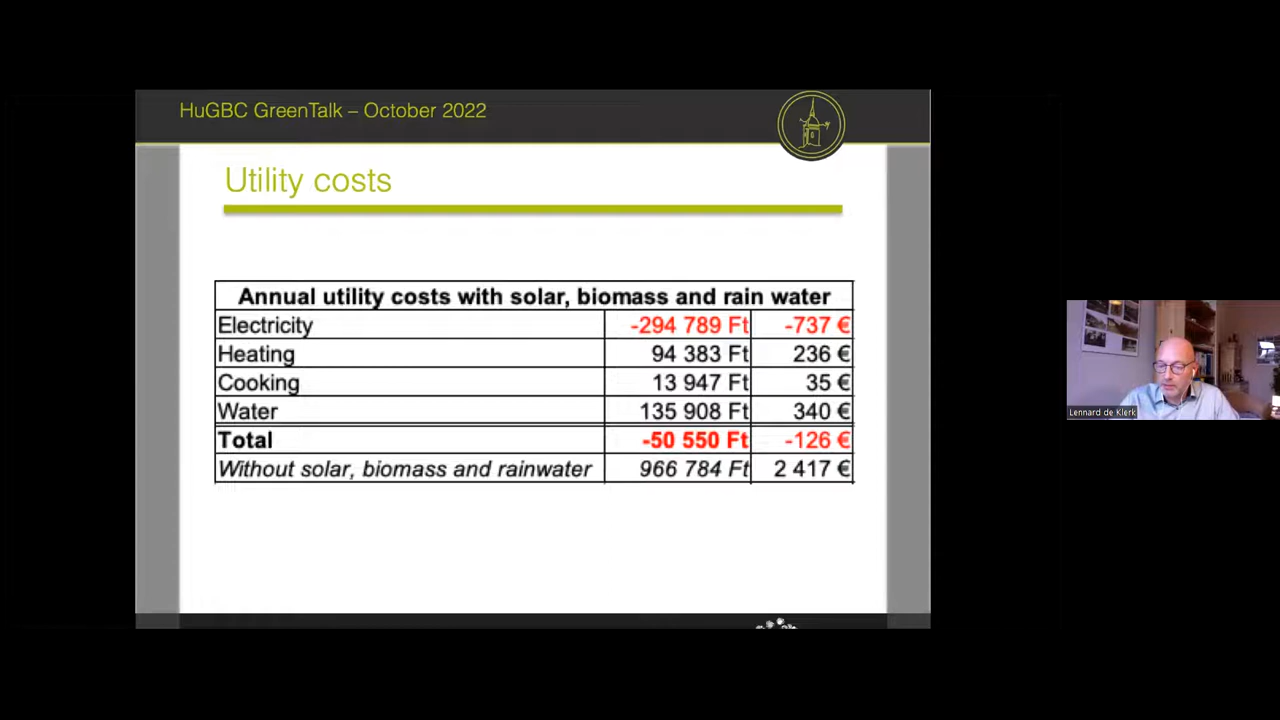 HuGBC GreenTalk – October 2022
Utility costs
Annual utility costs with solar, biomass and rain water
Electricity -294 789 Ft -737 €
Heating 94 383 Ft 236 €
Cooking 13 947 Ft 35 €
Water 135 908 Ft 340 €
Total -50 550 Ft -126 €
Without solar, biomass and rainwater 966 784 Ft 2 417 €
Lennard de Klerk